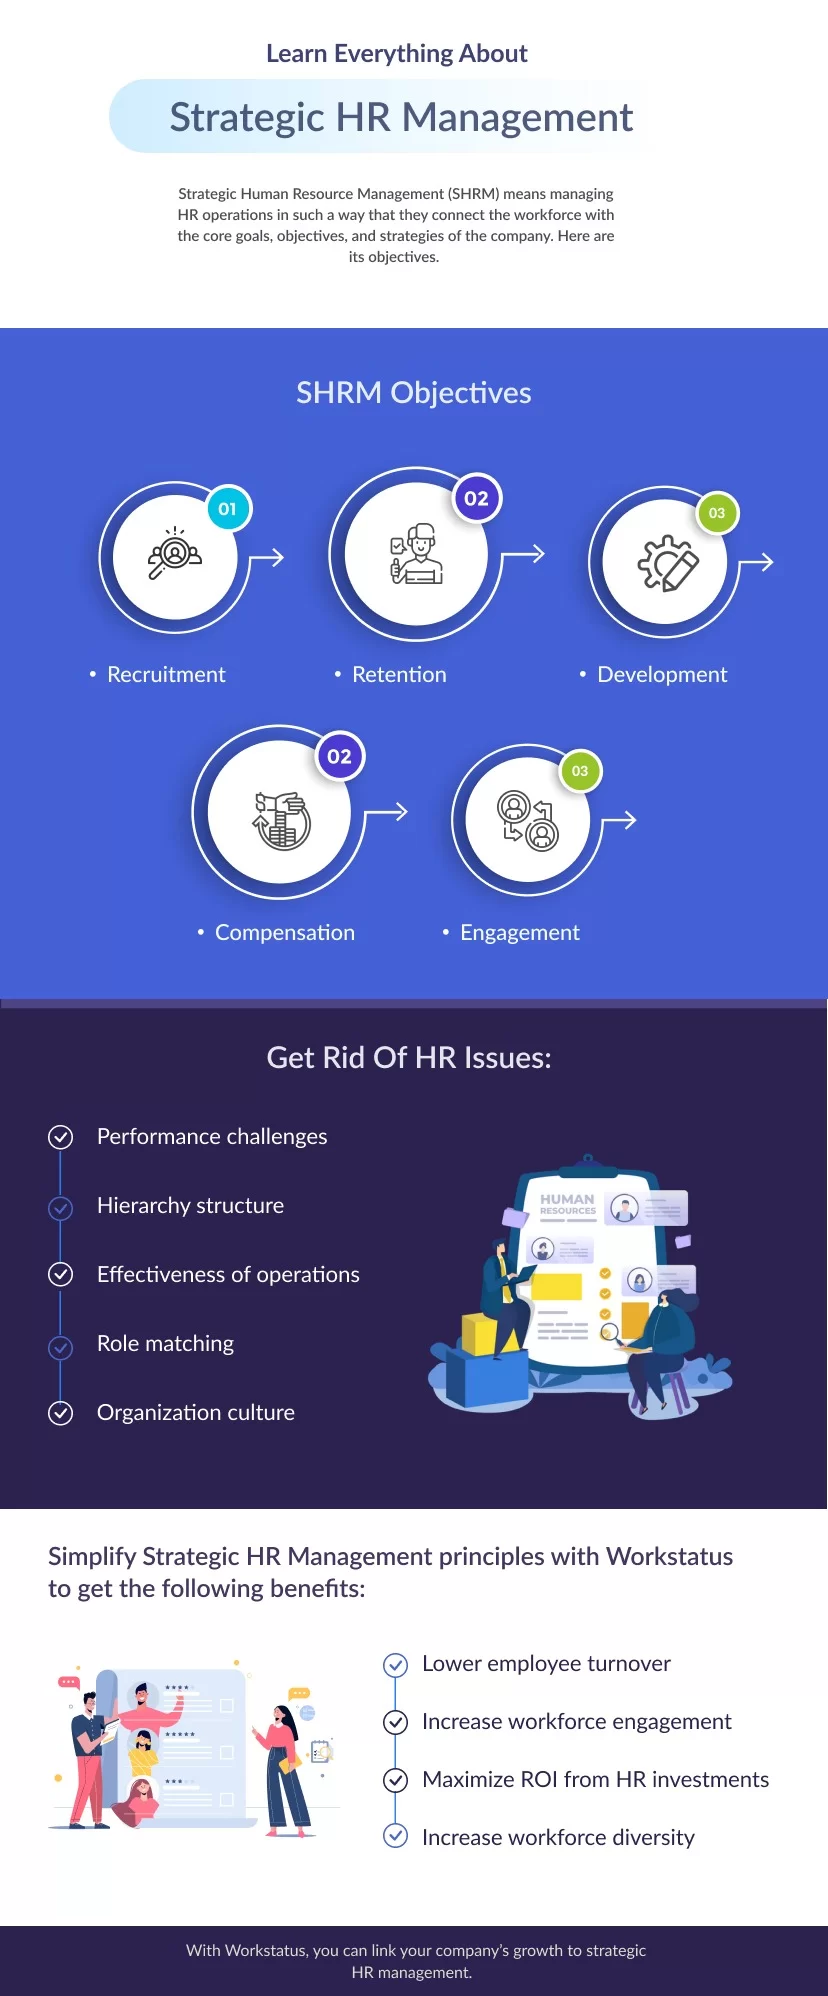 Learn Everything About
Strategic HR Management
Strategic Human Resource Management (SHRM) means managing
HR operations in such a way that they connect the workforce with
the core goals, objectives, and strategies of the company. Here are
its objectives.
SHRM Objectives
01
02
03
• Recruitment
• Retention
• Development
02
03
• Compensation
• Engagement
Get Rid Of HR Issues:
Performance challenges
Hierarchy structure
Effectiveness of operations
Role matching
Organization culture
HUMAN
RESOURCES
Simplify Strategic HR Management principles with Workstatus
to get the following benefits:
Lower employee turnover
Increase workforce engagement
Maximize ROI from HR investments
Increase workforce diversity
With Workstatus, you can link your company's growth to strategic
HR management.